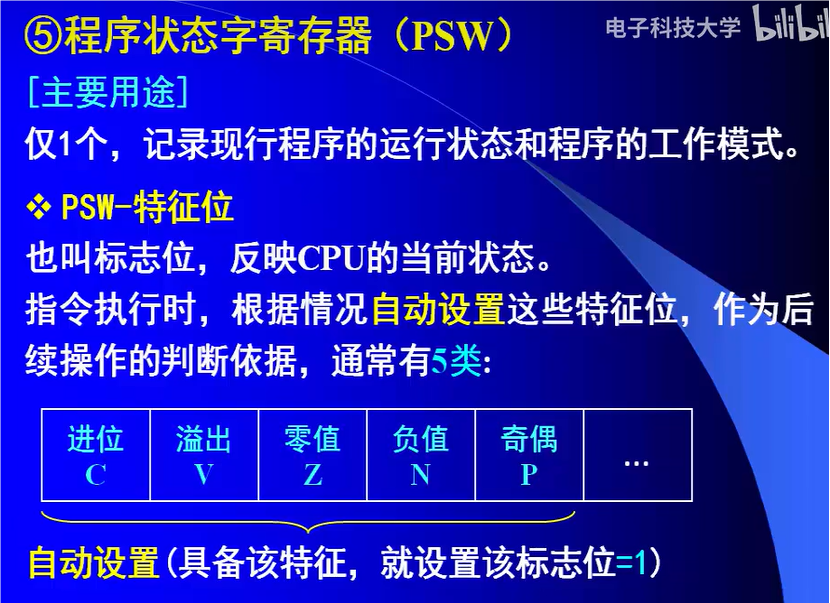 ⑤程序状态字寄存器（PSW）
电子科技大学 bilibili
[主要用途]
仅1个，记录现行程序的运行状态和程序的工作模式。
❖ PSW-特征位
也叫标志位，反映CPU的当前状态。
指令执行时，根据情况自动设置这些特征位，作为后
续操作的判断依据，通常有5类:
进位 溢出 零值 负值 奇偶 …
C V Z N P
自动设置(具备该特征，就设置该标志位=1)